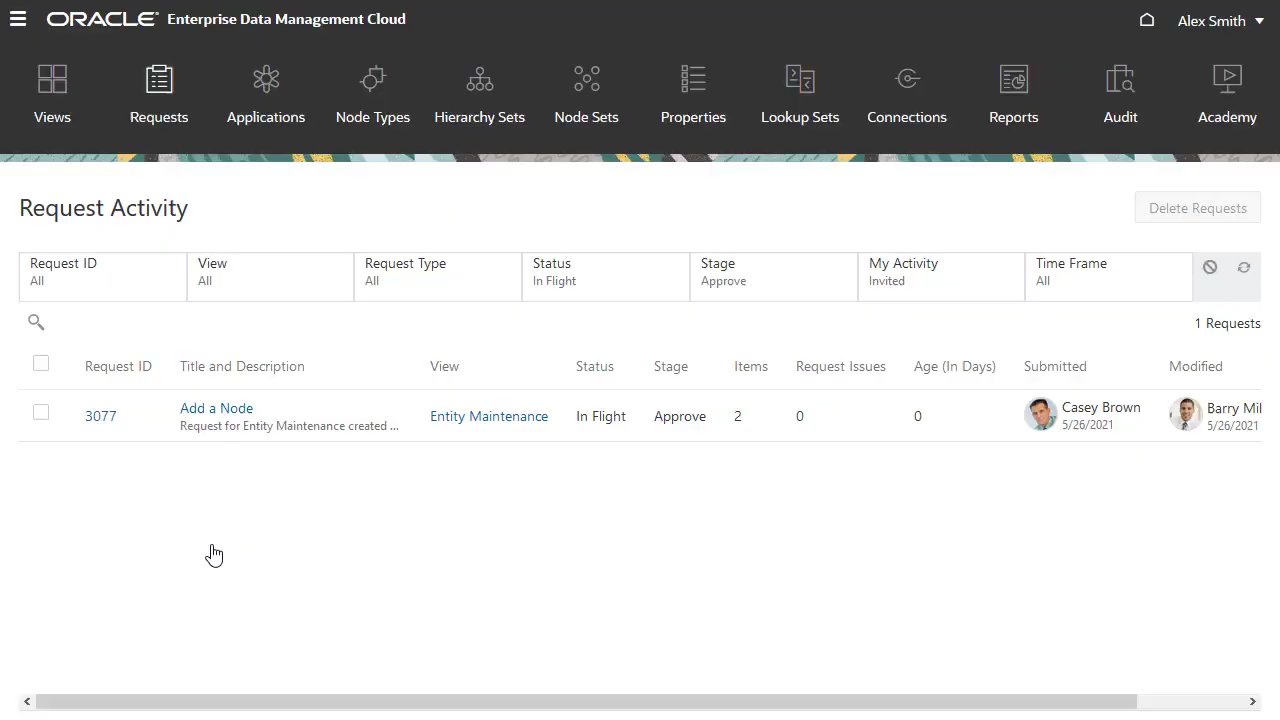 ORACLE Enterprise Data Management Cloud
Alex Smith
Views
Requests
Applications
Node Types
Hierarchy Sets
Node Sets
Properties
Lookup Sets
Connections
Reports
Audit
Academy
Request Activity
Delete Requests
Request ID
All
View
All
Request Type
All
Status
In Flight
Stage
Approve
My Activity
Invited
Time Frame
All
1 Requests
Request ID Title and Description View Status Stage Items Request Issues Age (In Days) Submitted Modified
3077
Add a Node
Request for Entity Maintenance created ...
Entity Maintenance
In Flight
Approve
2
0
0
Casey Brown
5/26/2021
Barry Mil
5/26/2021